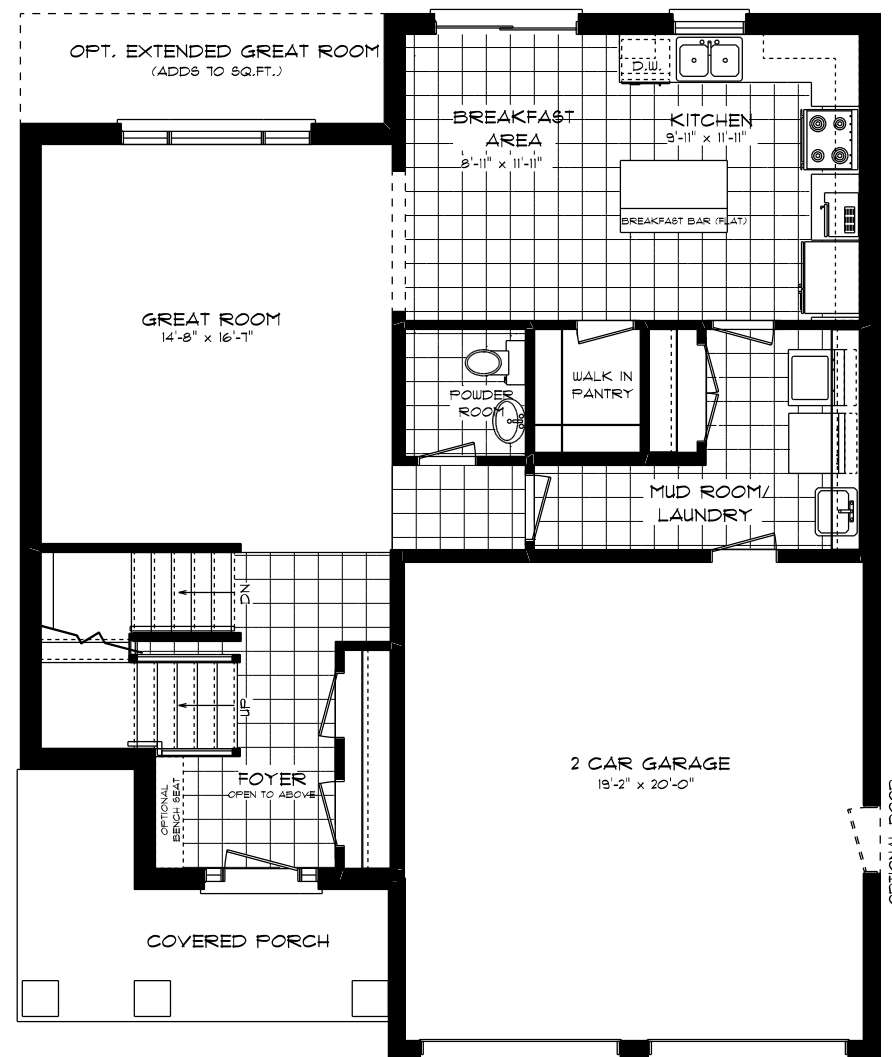 OPT. EXTENDED GREAT ROOM
(ADDS 70 SQ.FT.)
D.W.
BREAKFAST
AREA
8'-11" x 11'-11"
KITCHEN
9'-11" x 11'-11"
BREAKFAST BAR (FLAT)
GREAT ROOM
14'-8" x 16'-7"
POWDER
ROOM
WALK IN
PANTRY
MUD ROOM/
LAUNDRY
DN
UP
FOYER
OPEN TO ABOVE
OPTIONAL
BENCH SEAT
2 CAR GARAGE
19'-2" x 20'-0"
OPTIONAL DOOR
COVERED PORCH